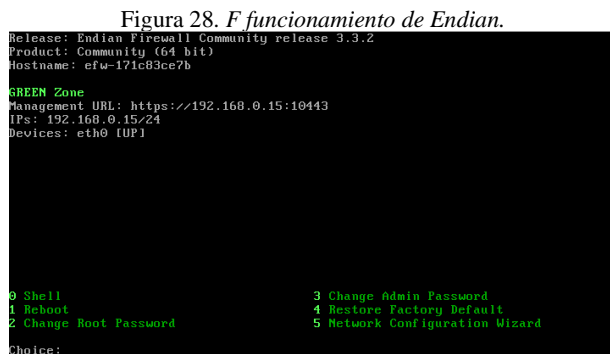 Figura 28. F funcionamiento de Endian.
Release: Endian Firewall Community release 3.3.2
Product: Community (64 bit)
Hostname: efw-171c83ce7b
GREEN Zone
Management URL: https://192.168.0.15:10443
IPs: 192.168.0.15/24
Devices: eth0 [UP]
0 Shell 3 Change Admin Password
1 Reboot 4 Restore Factory Default
2 Change Root Password 5 Network Configuration Wizard
Choice: